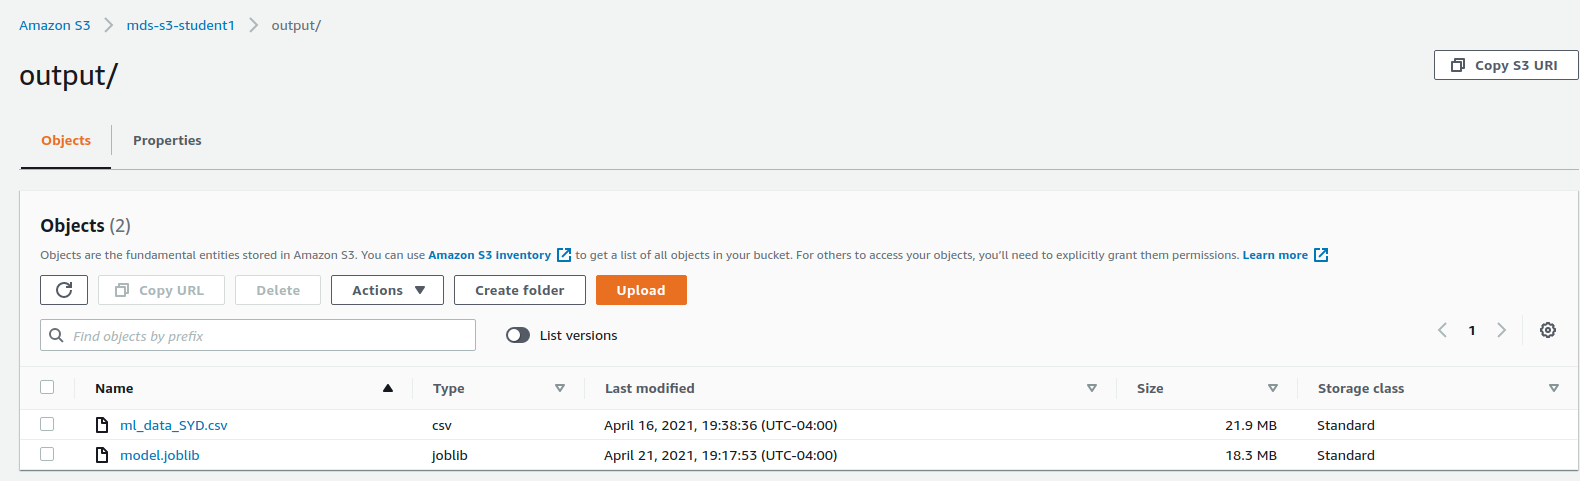 Amazon S3 > mds-s3-student1 > output/
output/
Copy S3 URI
Objects Properties
Objects (2)
Objects are the fundamental entities stored in Amazon S3. You can use Amazon S3 inventory to get a list of all objects in your bucket. For others to access your objects, you'll need to explicitly grant them permissions. Learn more
Copy URL Delete Actions Create folder Upload
Find objects by prefix List versions 1
Name Type Last modified Size Storage class
ml_data_SYD.csv csv April 16, 2021, 19:38:36 (UTC-04:00) 21.9 MB Standard
model.joblib joblib April 21, 2021, 19:17:53 (UTC-04:00) 18.3 MB Standard